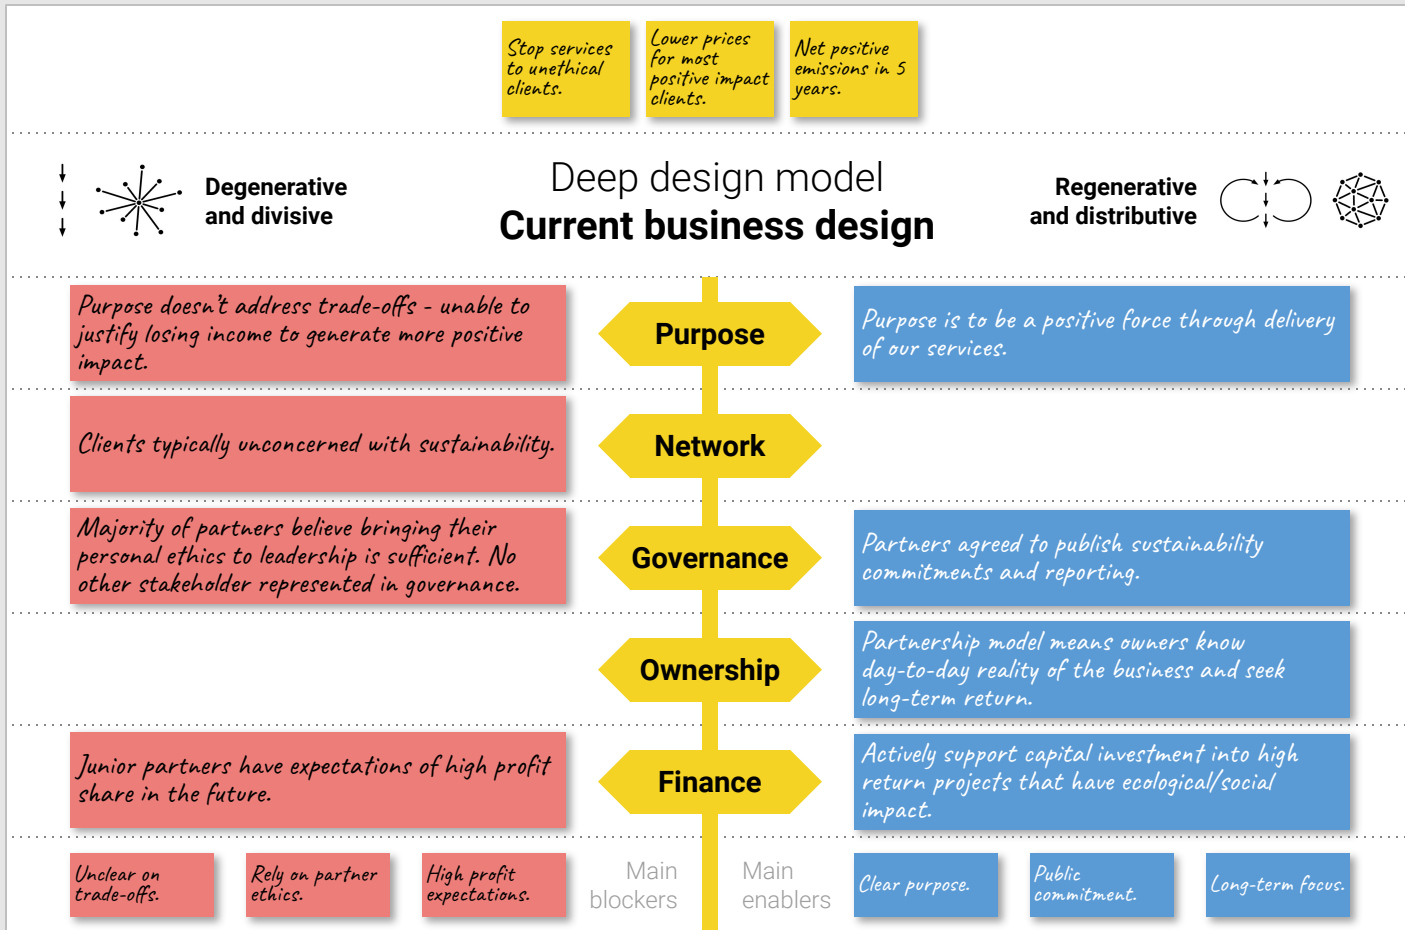 Stop services
to unethical
clients.
Lower prices
for most
positive impact
clients.
Net positive
emissions in 5
years.
Degenerative
and divisive
Deep design model
Current business design
Regenerative
and distributive
Purpose doesn't address trade-offs - unable to
justify losing income to generate more positive
impact.
Purpose
Purpose is to be a positive force through delivery
of our services.
Clients typically unconcerned with sustainability.
Network
Majority of partners believe bringing their
personal ethics to leadership is sufficient. No
other stakeholder represented in governance.
Governance
Partners agreed to publish sustainability
commitments and reporting.
Ownership
Partnership model means owners know
day-to-day reality of the business and seek
long-term return.
Junior partners have expectations of high profit
share in the future.
Finance
Actively support capital investment into high
return projects that have ecological/social
impact.
Unclear on
trade-offs.
Rely on partner
ethics.
High profit
expectations.
Main
blockers
Main
enablers
Clear purpose.
Public
commitment.
Long-term focus.